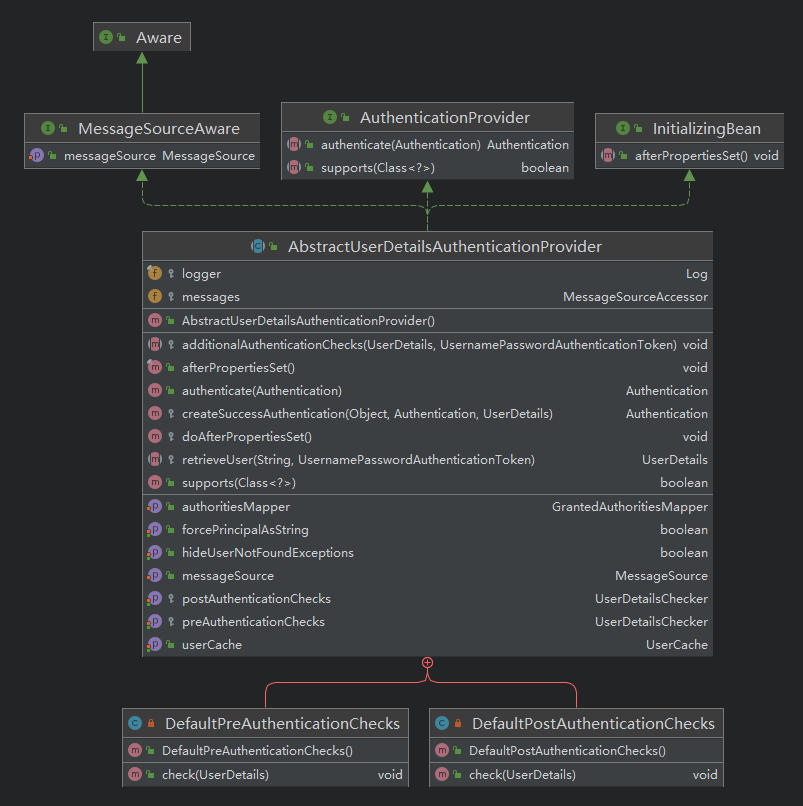 Aware
MessageSourceAware
messageSource MessageSource
AuthenticationProvider
authenticate(Authentication) Authentication
supports(Class<?>) boolean
InitializingBean
afterPropertiesSet() void
AbstractUserDetailsAuthenticationProvider
logger Log
messages MessageSourceAccessor
AbstractUserDetailsAuthenticationProvider()
additionalAuthenticationChecks(UserDetails, UsernamePasswordAuthenticationToken) void
afterPropertiesSet() void
authenticate(Authentication) Authentication
createSuccessAuthentication(Object, Authentication, UserDetails) Authentication
doAfterPropertiesSet() void
retrieveUser(String, UsernamePasswordAuthenticationToken) UserDetails
supports(Class<?>) boolean
authoritiesMapper GrantedAuthoritiesMapper
forcePrincipalAsString boolean
hideUserNotFoundExceptions boolean
messageSource MessageSource
postAuthenticationChecks UserDetailsChecker
preAuthenticationChecks UserDetailsChecker
userCache UserCache
DefaultPreAuthenticationChecks
DefaultPreAuthenticationChecks()
check(UserDetails) void
DefaultPostAuthenticationChecks
DefaultPostAuthenticationChecks()
check(UserDetails) void